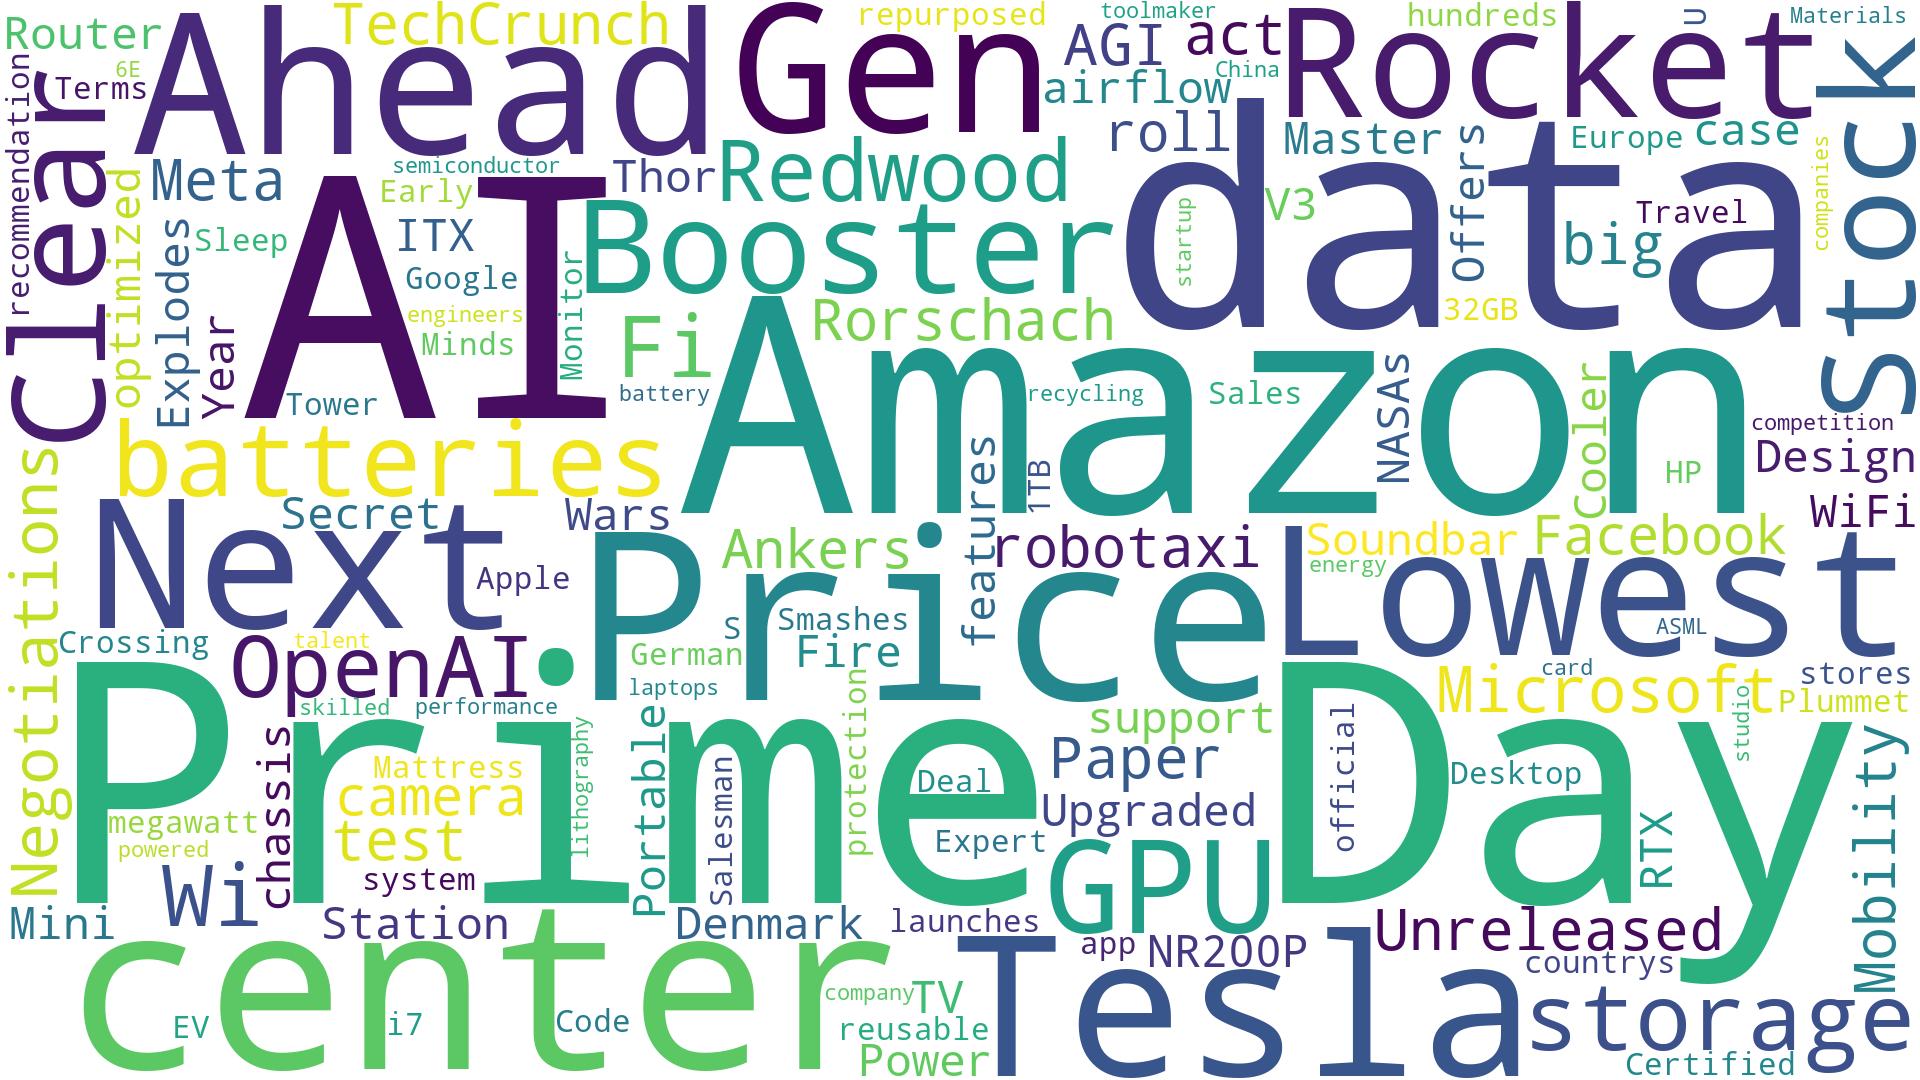 Router
TechCrunch
repurposed
toolmaker
hundreds
U
Materials
6E
Terms
Ahead
Gen
AGI
act
China
airflow
Rocket
stock
recommendation
Clear
optimized
Meta
semiconductor
Early
Thor
Redwood
roll
Master
Offers
Europe
case
companies
Explodes
Sleep
ITX
Google
engineers
Minds
Monitor
Year
Tower
AI
Booster
data
startup
V3
big
Travel
32GB
Fi
Rorschach
battery
recycling
Sales
NASAs
Cooler
HP
competition
Design
WiFi
Amazon
batteries
Negotiations
Next
Secret
Wars
Apple
Ankers
features
1TB
robotaxi
Soundbar
energy
Facebook
Price
Lowest
ASML
Crossing
OpenAI
talent
S
Smashes
Fire
German
laptops
skilled
performance
protection
support
Microsoft
card
stores
Plummet
studio
Prime
Day
chassis
Mattress
camera
test
system
lithography
Portable
Salesman
Deal
Expert
Paper
Upgraded
official
Desktop
RTX
Mobility
megawatt
powered
Wi
GPU
Mini
Station
Denmark
launches
app
NR200P
Unreleased
countrys
center
EV
i7
Code
company
TV
reusable
Power
Tesla
storage
Certified